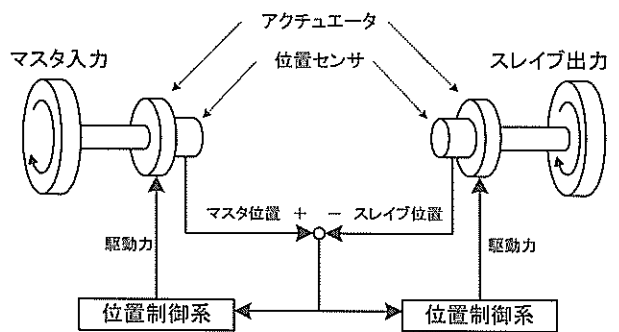 アクチュエータ
マスタ入力
位置センサ
スレイブ出力
マスタ位置 + − スレイブ位置
駆動力
駆動力
位置制御系
位置制御系